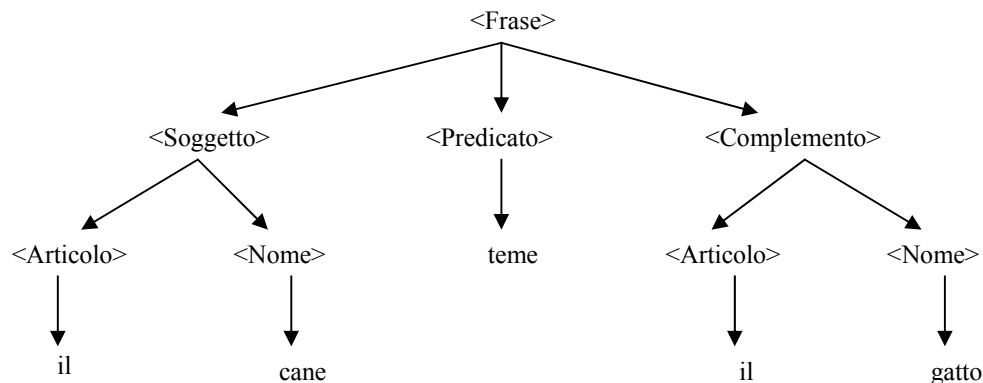 <Frase>
<Soggetto> <Predicato> <Complemento>
<Articolo> <Nome> teme <Articolo> <Nome>
il cane il gatto